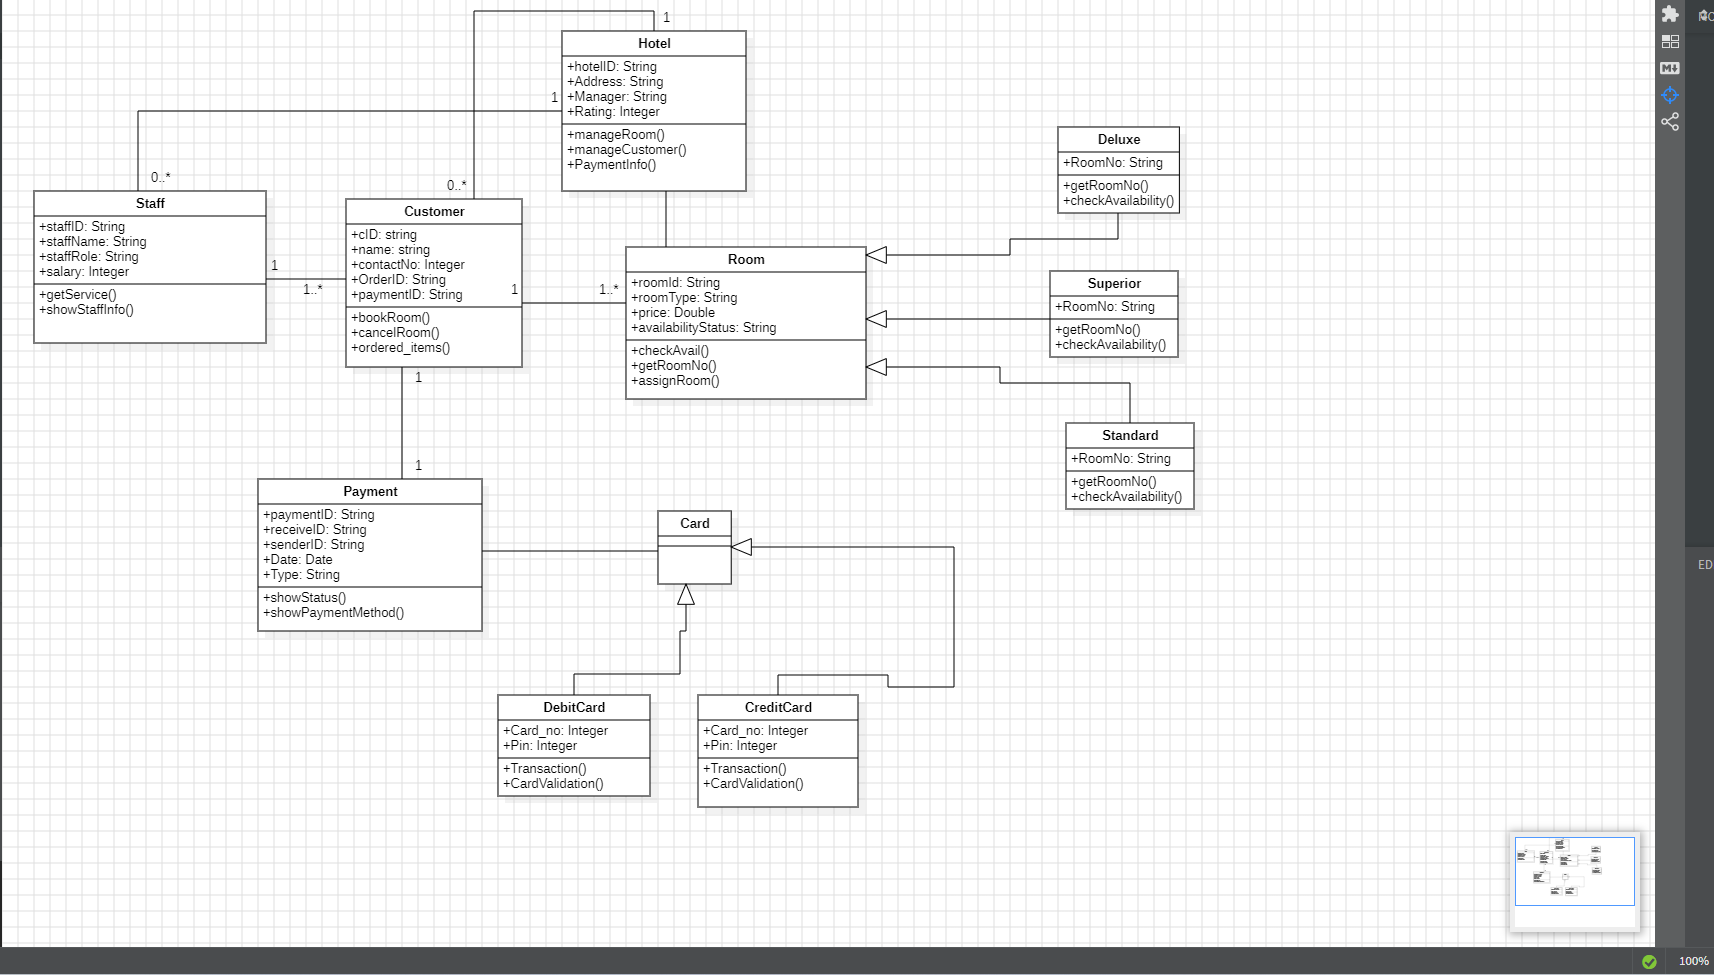 1
Hotel
+hotelID: String
+Address: String
+Manager: String
+Rating: Integer
+manageRoom()
+manageCustomer()
+PaymentInfo()
1
0..*
0..*
Staff
+staffID: String
+staffName: String
+staffRole: String
+salary: Integer
+getService()
+showStaffInfo()
1
1..*
Customer
+cID: string
+name: string
+contactNo: Integer
+OrderID: String
+paymentID: String
+bookRoom()
+cancelRoom()
+ordered_items()
1
1..*
Room
+roomId: String
+roomType: String
+price: Double
+availabilityStatus: String
+checkAvail()
+getRoomNo()
+assignRoom()
Deluxe
+RoomNo: String
+getRoomNo()
+checkAvailability()
Superior
+RoomNo: String
+getRoomNo()
+checkAvailability()
Standard
+RoomNo: String
+getRoomNo()
+checkAvailability()
1
1
Payment
+paymentID: String
+receiveID: String
+senderID: String
+Date: Date
+Type: String
+showStatus()
+showPaymentMethod()
Card
DebitCard
+Card_no: Integer
+Pin: Integer
+Transaction()
+CardValidation()
CreditCard
+Card_no: Integer
+Pin: Integer
+Transaction()
+CardValidation()
M
ED
100%